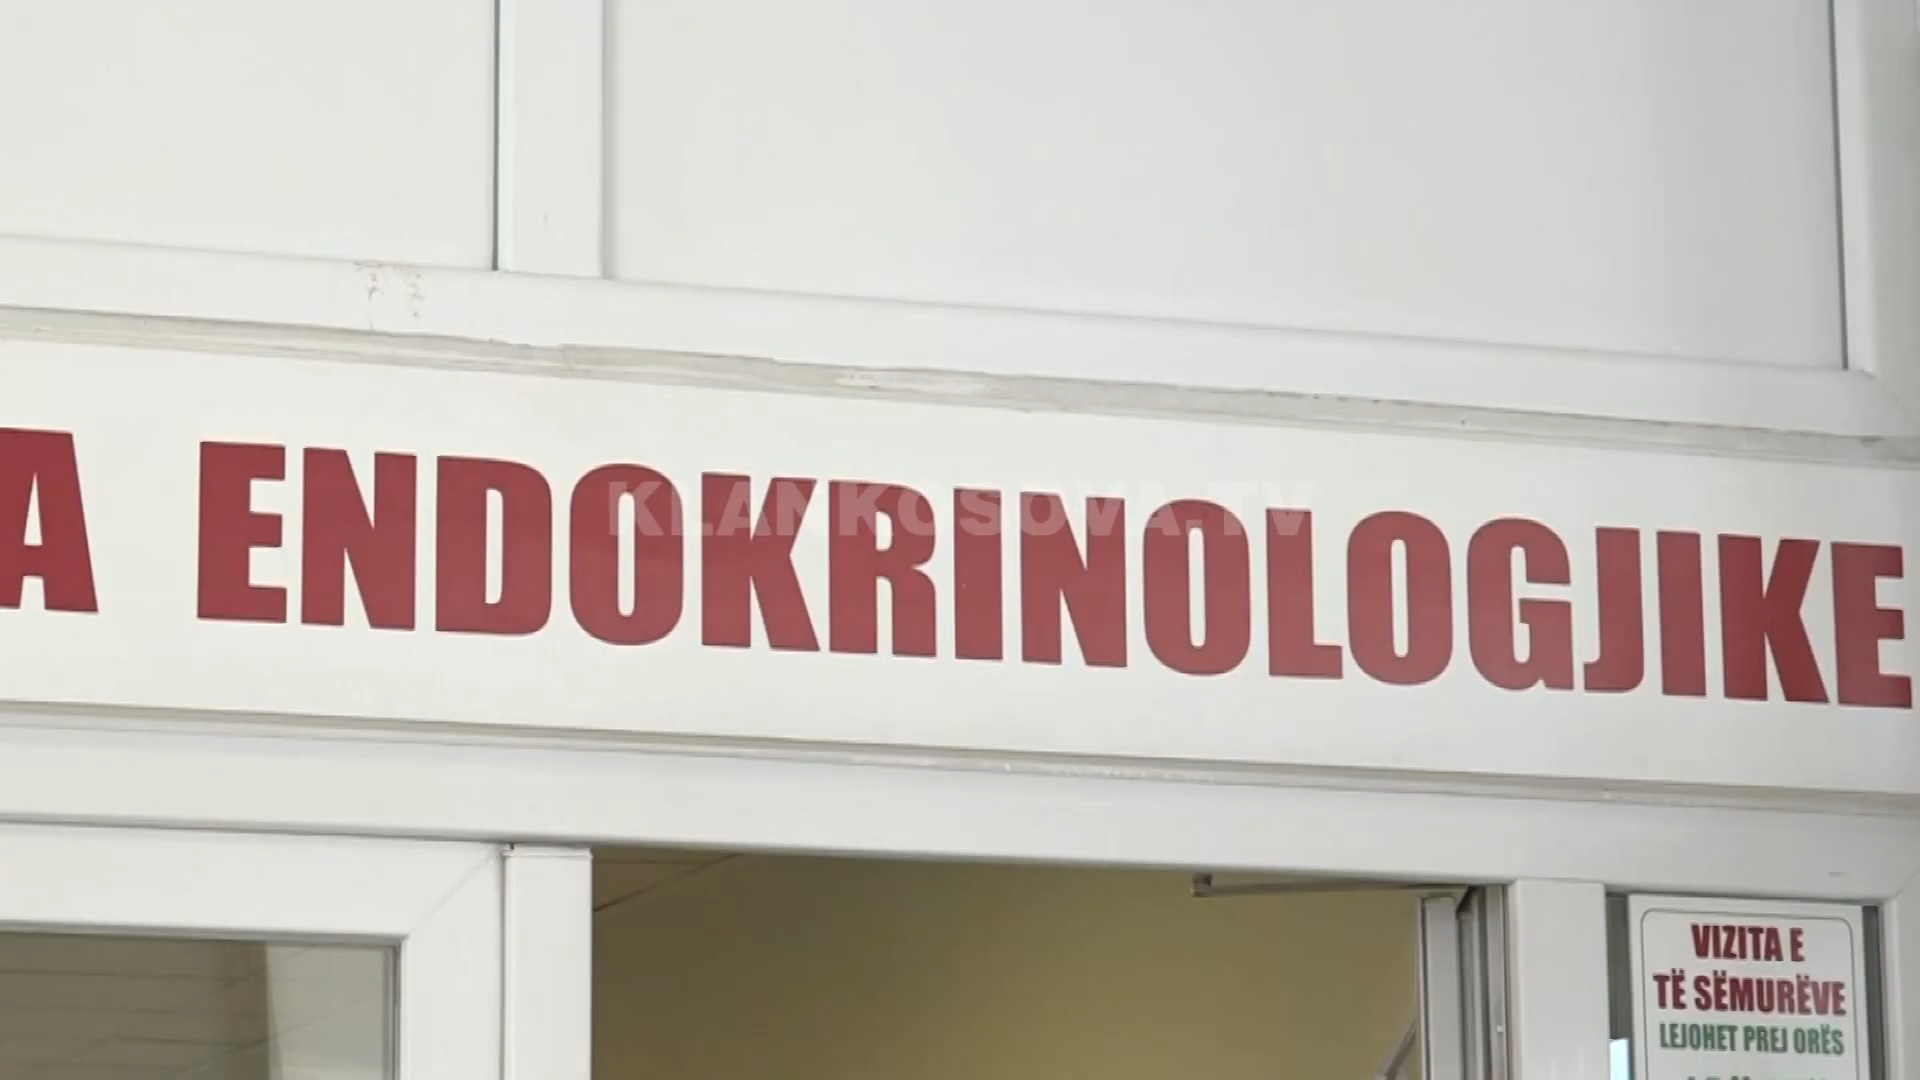 A ENDOKRINOLOGJIKE
KLANKOSOVA.TV
VIZITA E
TË SËMURËVE
LEJOHET PREJ ORËS